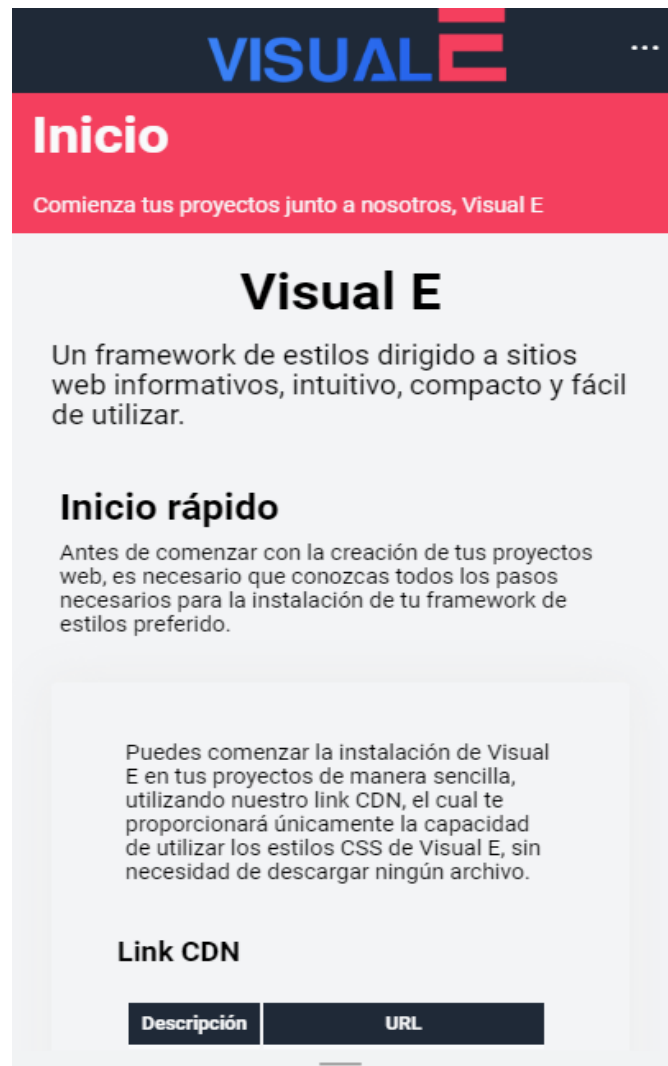 VISUALE
...
Inicio
Comienza tus proyectos junto a nosotros, Visual E
Visual E
Un framework de estilos dirigido a sitios
web informativos, intuitivo, compacto y fácil
de utilizar.
Inicio rápido
Antes de comenzar con la creación de tus proyectos
web, es necesario que conozcas todos los pasos
necesarios para la instalación de tu framework de
estilos preferido.
Puedes comenzar la instalación de Visual
E en tus proyectos de manera sencilla,
utilizando nuestro link CDN, el cual te
proporcionará únicamente la capacidad
de utilizar los estilos CSS de Visual E, sin
necesidad de descargar ningún archivo.
Link CDN
Descripción URL